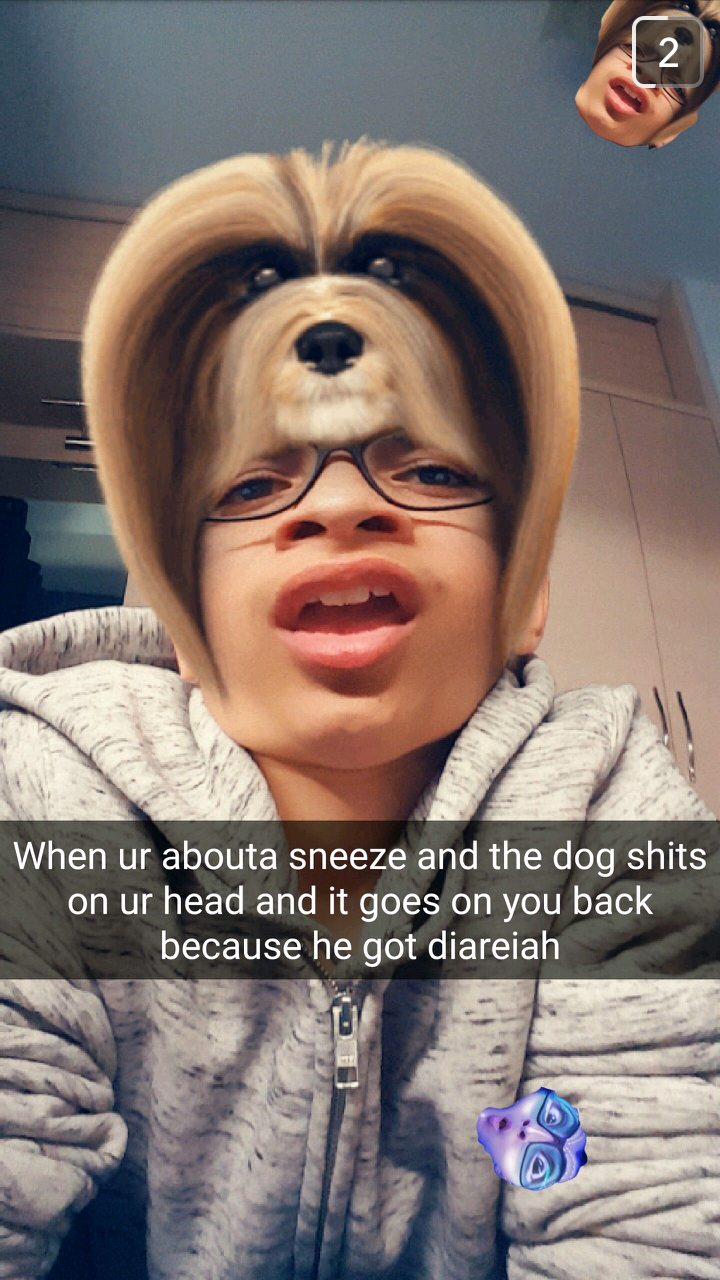 2
When ur abouta sneeze and the dog shits
on ur head and it goes on you back
because he got diareiah